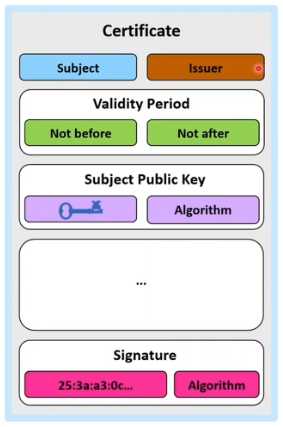 Certificate
Subject Issuer
Validity Period
Not before Not after
Subject Public Key
Algorithm
...
Signature
25:3a:a3:0c... Algorithm